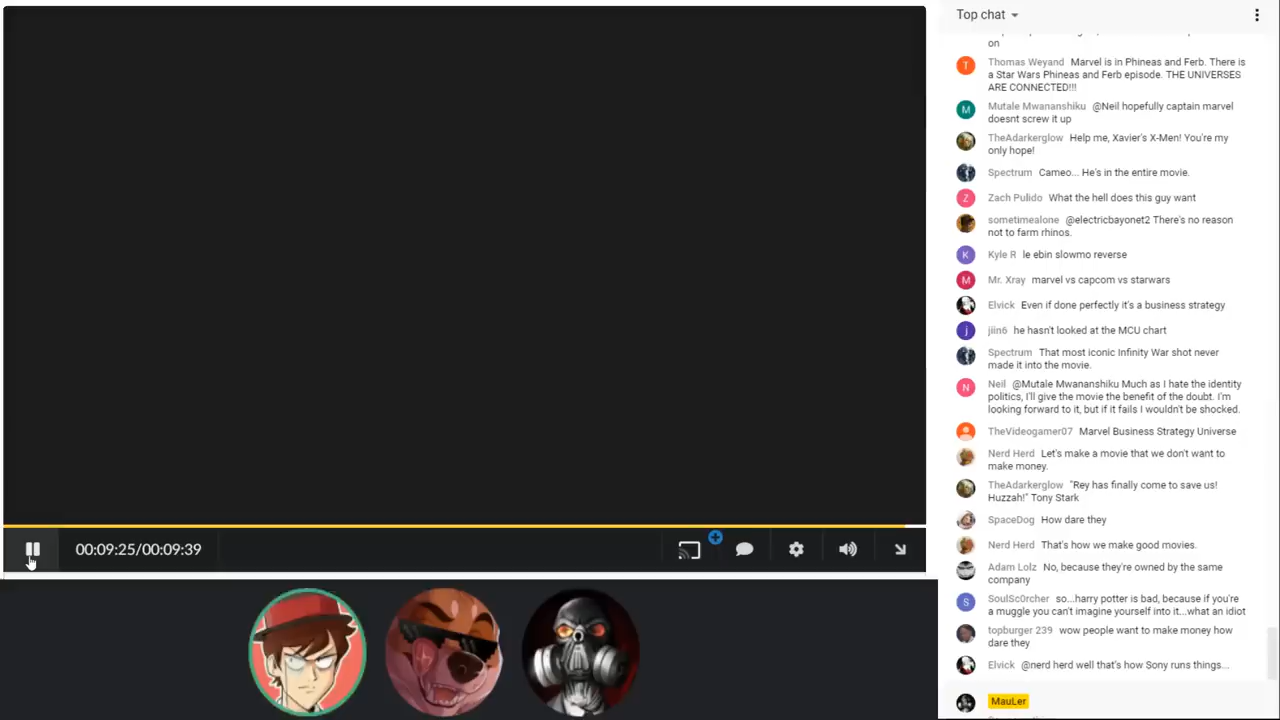 Top chat
on
Thomas Weyand Marvel is in Phineas and Ferb. There is
a Star Wars Phineas and Ferb episode. THE UNIVERSES
ARE CONNECTED!!!
M
Mutale Mwananshiku @Neil hopefully captain marvel
doesnt screw it up
TheAdarkerglow Help me, Xavier's X-Men! You're my
only hope!
Spectrum Cameo... He's in the entire movie.
Z
Zach Pulido What the hell does this guy want
sometimealone @electricbayonet2 There's no reason
not to farm rhinos.
K
Kyle R le ebin slowmo reverse
M
Mr. Xray marvel vs capcom vs starwars
Elvick Even if done perfectly it's a business strategy
j
jiin6 he hasn't looked at the MCU chart
Spectrum That most iconic Infinity War shot never
made it into the movie.
N
Neil @Mutale Mwananshiku Much as I hate the identity
politics, I'll give the movie the benefit of the doubt. I'm
looking forward to it, but if it fails I wouldn't be shocked.
TheVideogamer07 Marvel Business Strategy Universe
Nerd Herd Let's make a movie that we don't want to
make money.
TheAdarkerglow "Rey has finally come to save us!
Huzzah!" Tony Stark
SpaceDog How dare they
Nerd Herd That's how we make good movies.
Adam Lolz No, because they're owned by the same
company
S
SoulSc0rcher so...harry potter is bad, because if you're
a muggle you can't imagine yourself into it...what an idiot
topburger 239 wow people want to make money how
dare they
Elvick @nerd herd well that's how Sony runs things...
MauLer
00:09:25/00:09:39